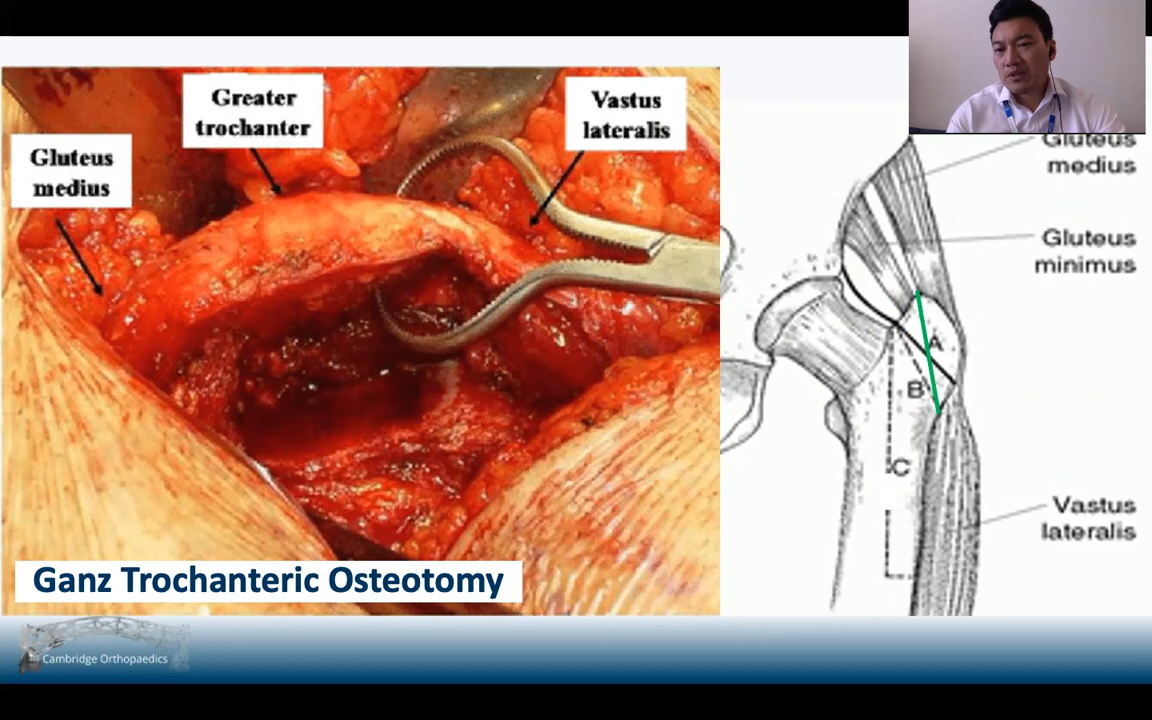 Greater
trochanter
Vastus
lateralis
Gluteus
medius
Gluteus
medius
Gluteus
minimus
A
B
C
Vastus
lateralis
Ganz Trochanteric Osteotomy
Cambridge Orthopaedics